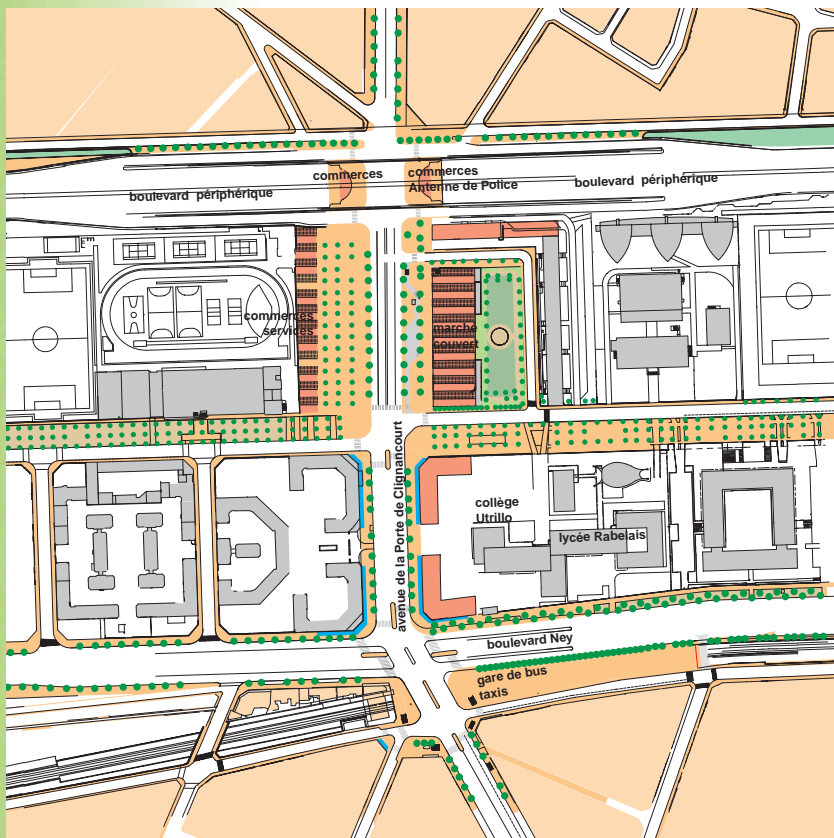 commerces
commerces
Antenne de Police
boulevard périphérique
boulevard périphérique
commerces
services
marché
couvert
avenue de la Porte de Clignancourt
collège
Utrillo
lycée Rabelais
boulevard Ney
gare de bus
taxis